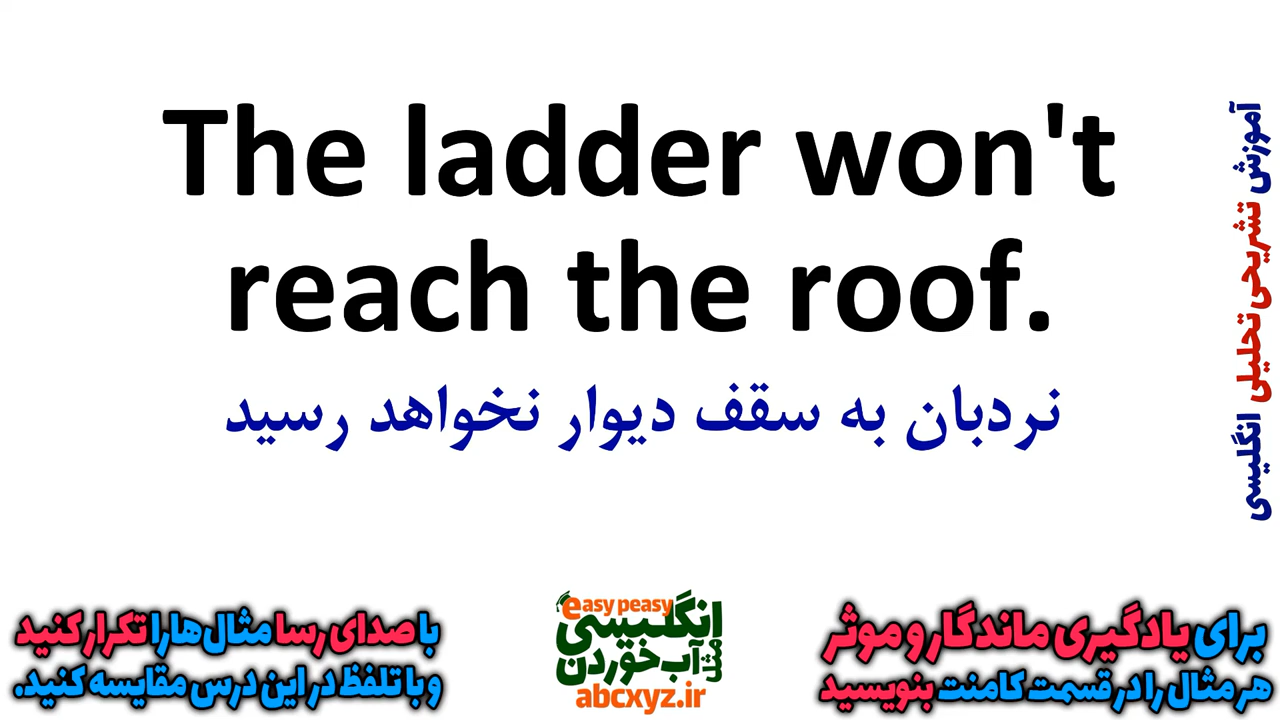 The ladder won't
reach the roof.
نردبان به سقف دیوار نخواهد رسید
آموزش تشریحی تحلیلی انگلیسی
برای یادگیری ماندگار و موثر
هر مثال را در قسمت کامنت بنویسید
easy peasy
انگلیسی
مثل آب خوردن
abcxyz.ir
با صدای رسا مثال‌ها را تکرار کنید
و با تلفظ در این درس مقایسه کنید.